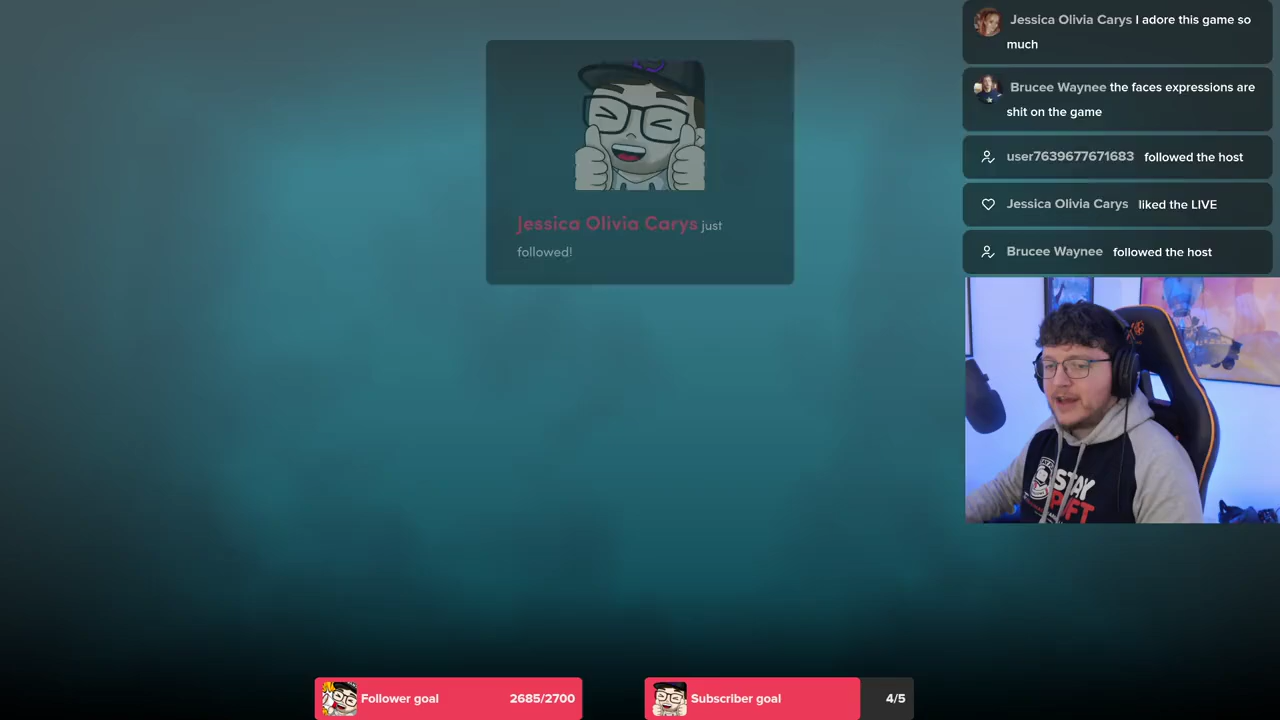 Jessica Olivia Carys I adore this game so
much
Brucee Waynee the faces expressions are
shit on the game
user7639677671683 followed the host
Jessica Olivia Carys liked the LIVE
Brucee Waynee followed the host
Jessica Olivia Carys just
followed!
STAY
Follower goal 2685/2700
Subscriber goal 4/5